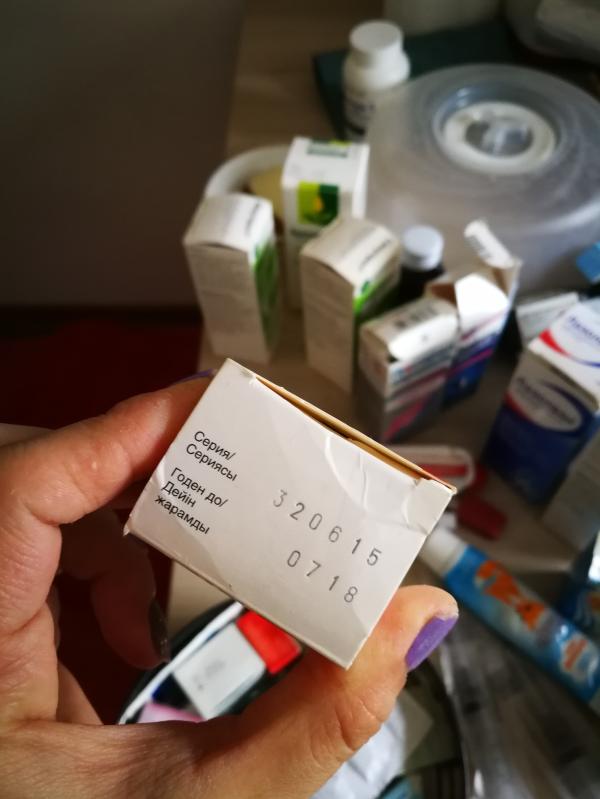 Серия/
Сериясы
320615
Годен до/
Дейін
жарамды
0718